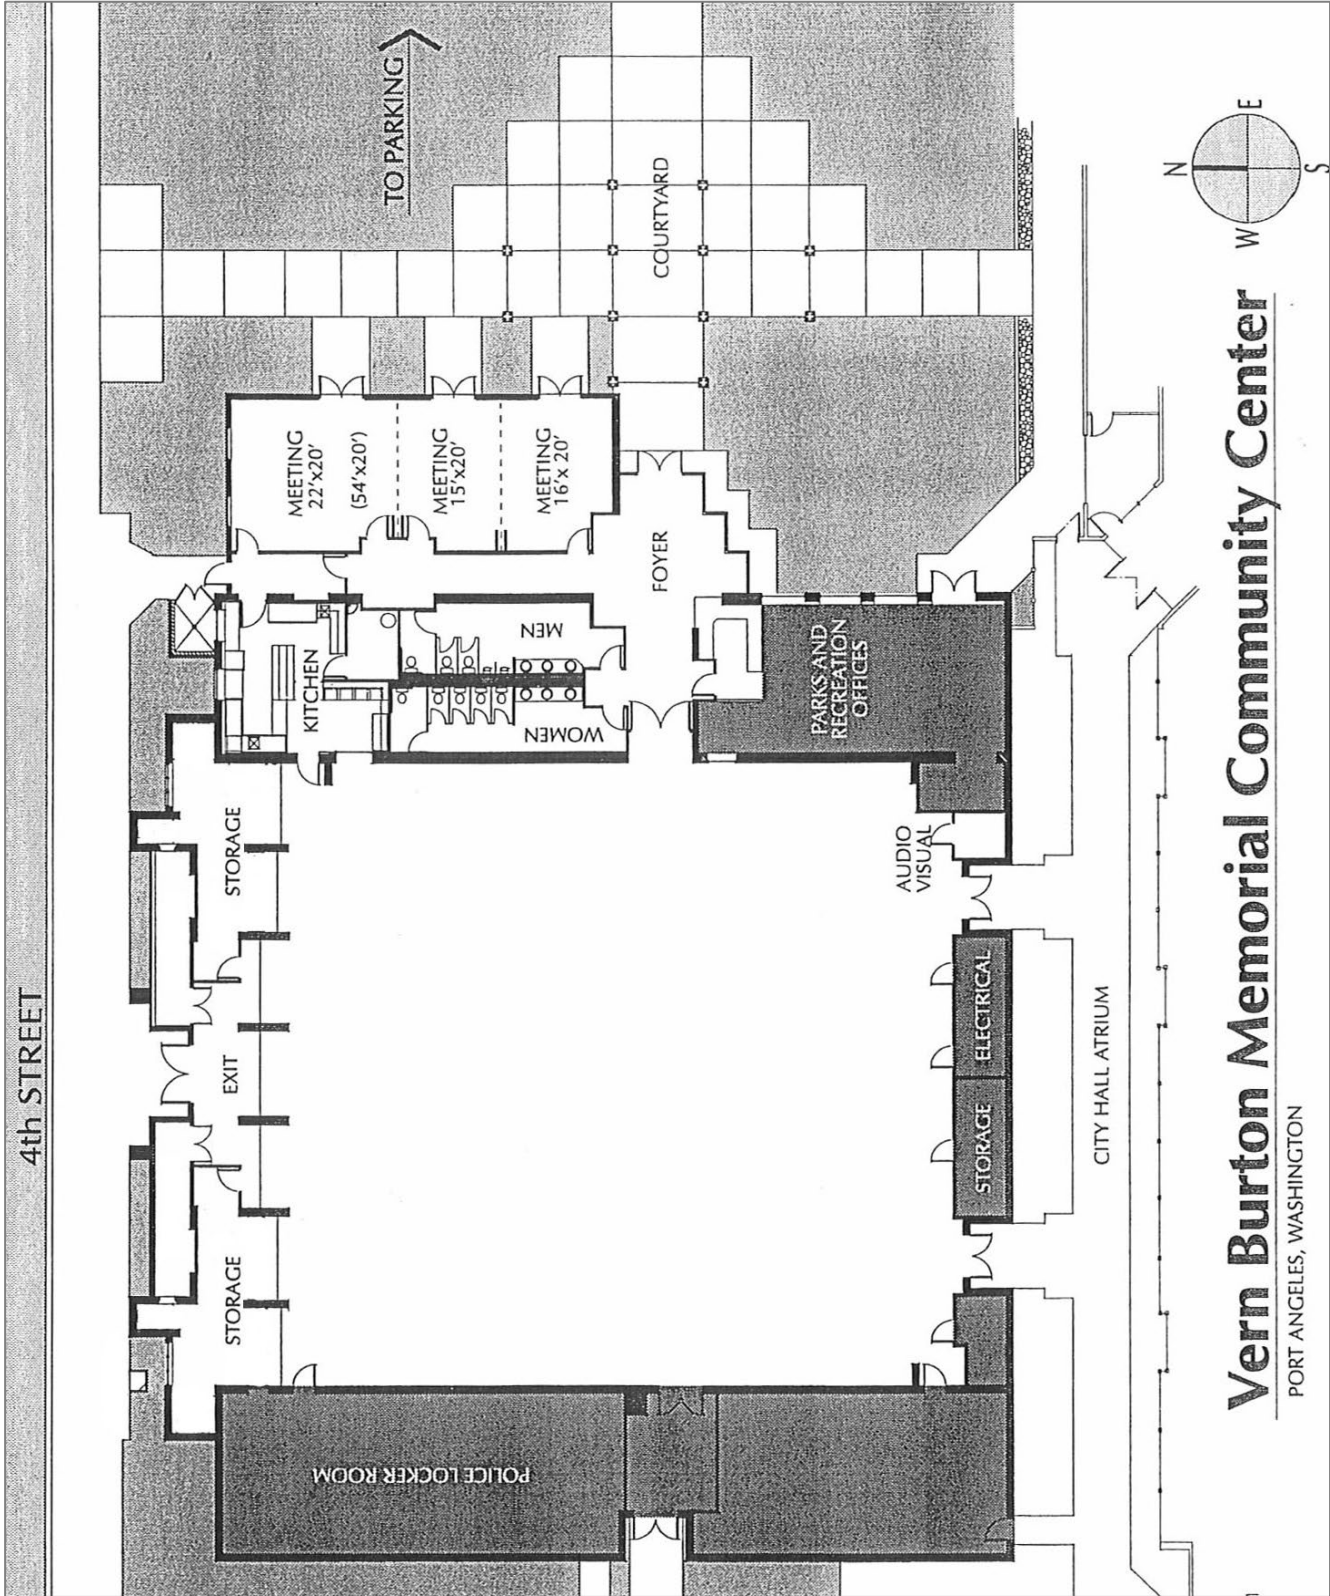 4th STREET
TO PARKING
COURTYARD
N
E
S
W
MEETING
22'x20'
(54'x20')
MEETING
15'x20'
MEETING
16'x 20'
FOYER
KITCHEN
MEN
WOMEN
PARKS AND
RECREATION
OFFICES
STORAGE
AUDIO
VISUAL
EXIT
ELECTRICAL
STORAGE
STORAGE
CITY HALL ATRIUM
POLICE LOCKER ROOM
Vern Burton Memorial Community Center
PORT ANGELES, WASHINGTON